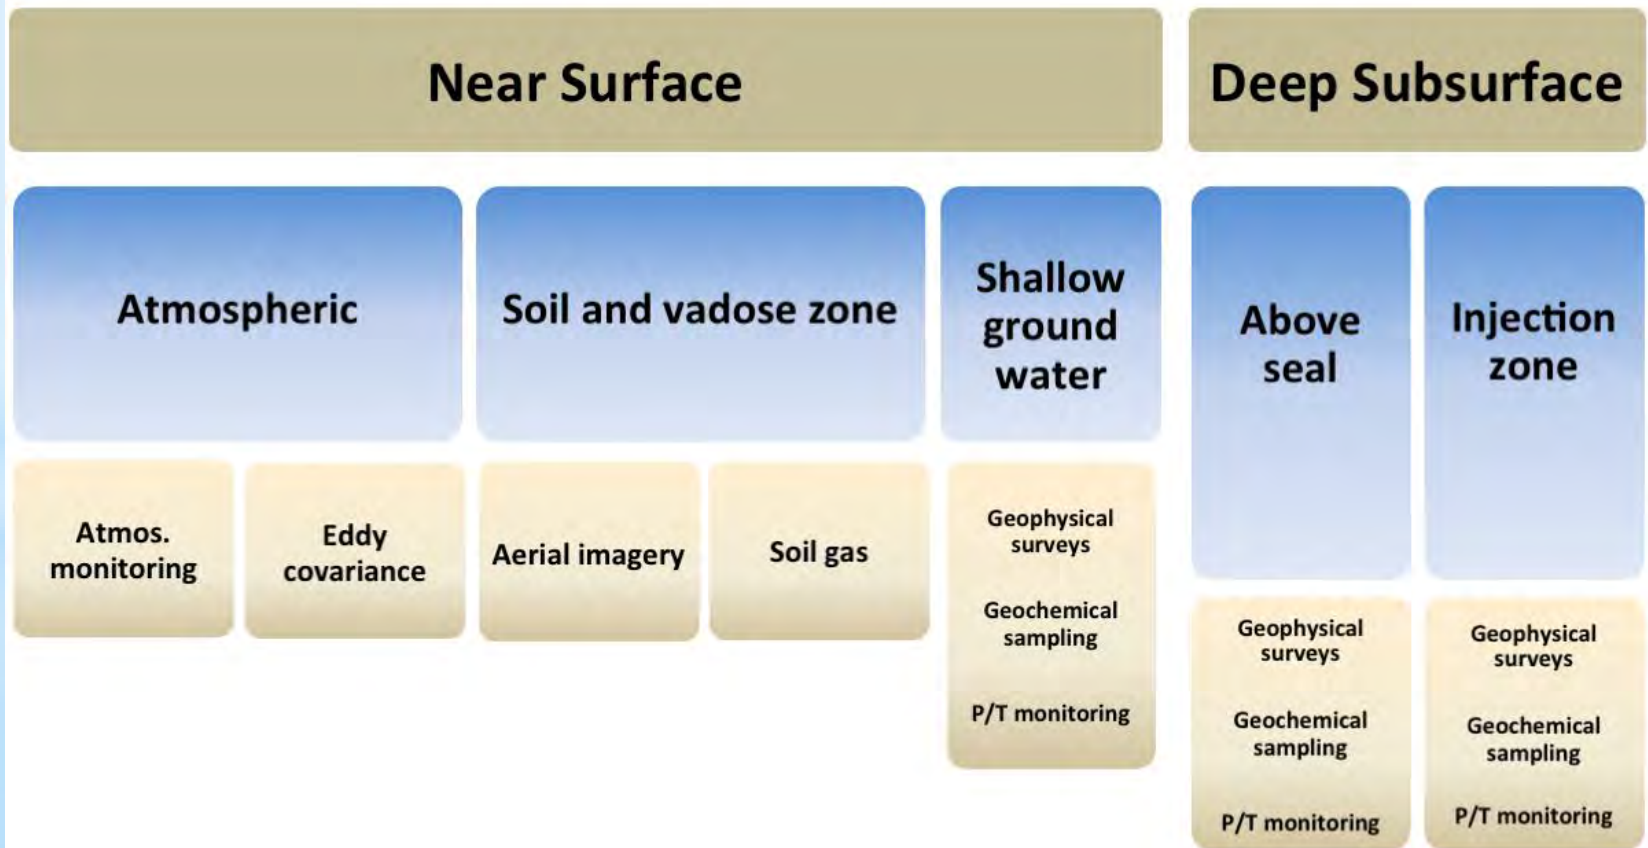 Near Surface
Deep Subsurface
Atmospheric
Soil and vadose zone
Shallow
ground
water
Above
seal
Injection
zone
Atmos.
monitoring
Eddy
covariance
Aerial imagery
Soil gas
Geophysical
surveys
Geochemical
sampling
P/T monitoring
Geophysical
surveys
Geochemical
sampling
P/T monitoring
Geophysical
surveys
Geochemical
sampling
P/T monitoring